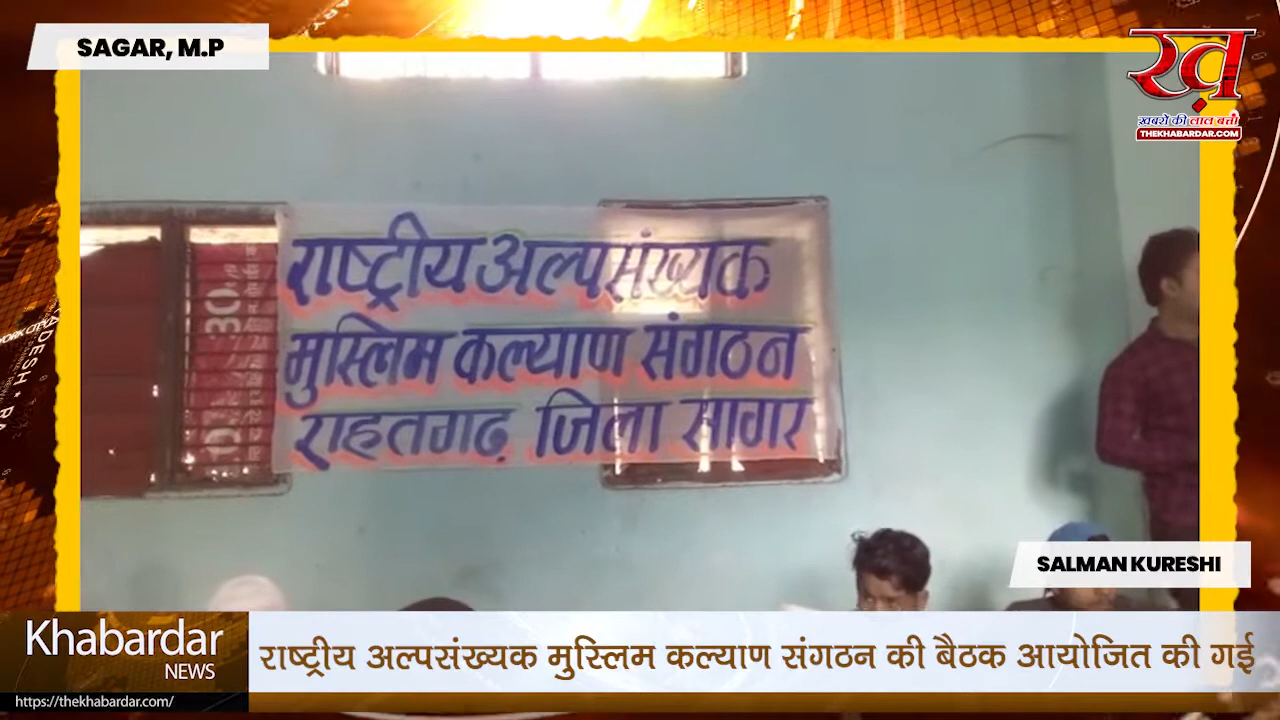 SAGAR, M.P
ख़
खबरों की लाल बत्ती
THEKHABARDAR.COM
राष्ट्रीय अल्पसंख्यक
मुस्लिम कल्याण संगठन
राहतगढ़ जिला सागर
SALMAN KURESHI
Khabardar
NEWS
राष्ट्रीय अल्पसंख्यक मुस्लिम कल्याण संगठन की बैठक आयोजित की गई
https://thekhabardar.com/